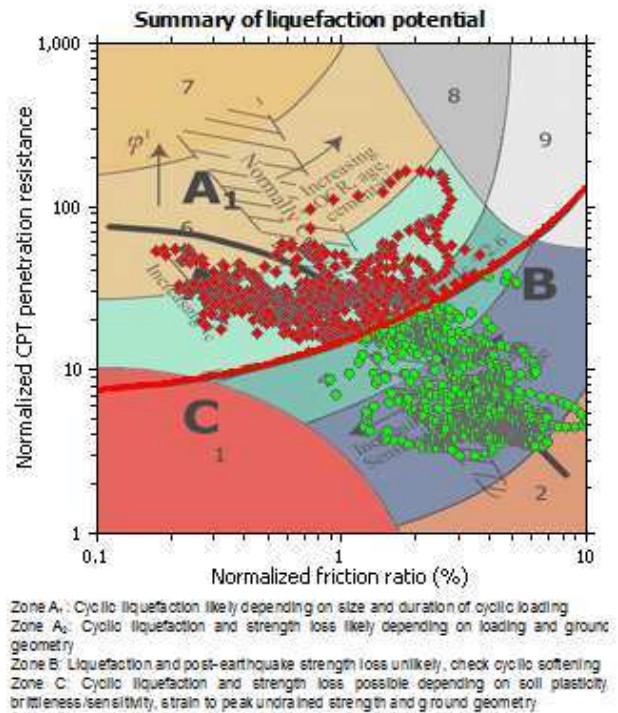 Summary of liquefaction potential
Normalized CPT penetration resistance
1,000
100
10
1
7
8
9
φ'
A1
Normally
Increasing
OCR, age,
cementation
6
Increasing
B
C
1
2
0.1
1
10
Normalized friction ratio (%)
Zone A₁: Cyclic liquefaction likely depending on size and duration of cyclic loading
Zone A₂: Cyclic liquefaction and strength loss likely depending on loading and ground
geometry
Zone B: Liquefaction and post-earthquake strength loss unlikely, check cyclic softening
Zone C: Cyclic liquefaction and strength loss possible depending on soil plasticity,
brittleness/sensitivity, strain to peak undrained strength and ground geometry